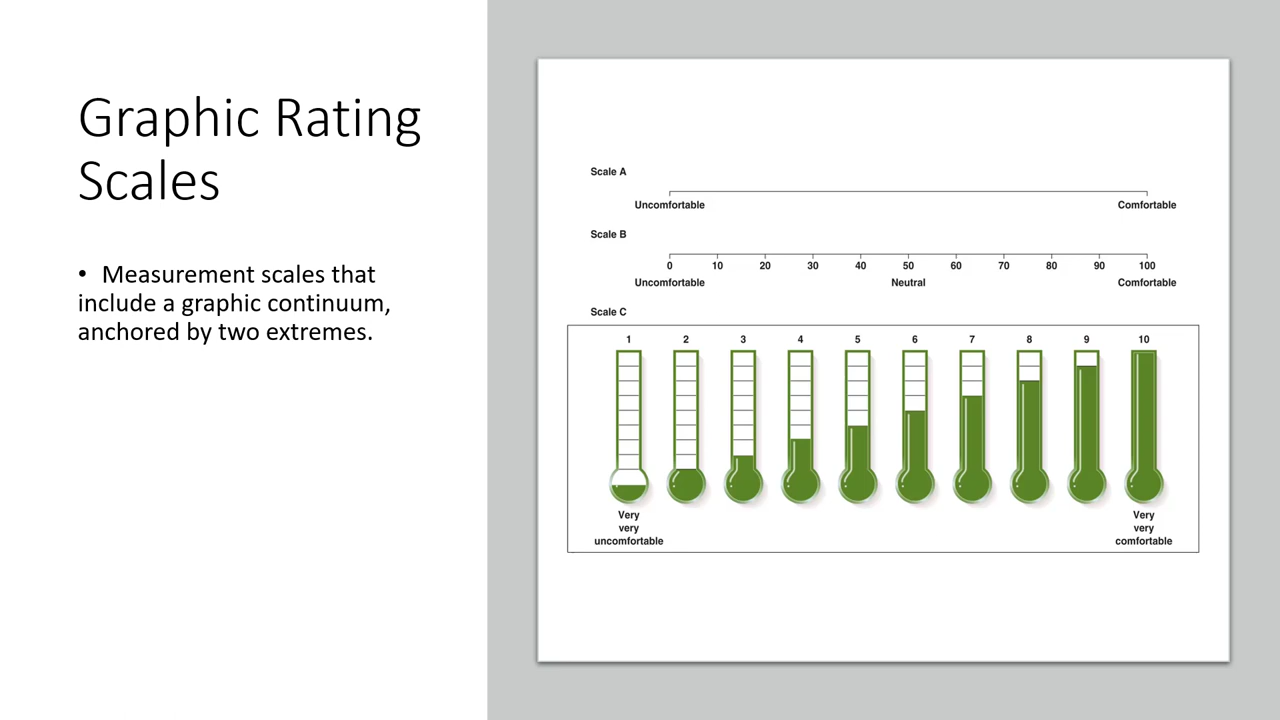 Graphic Rating
Scales
• Measurement scales that
include a graphic continuum,
anchored by two extremes.
Scale A
Uncomfortable Comfortable
Scale B
0 10 20 30 40 50 60 70 80 90 100
Uncomfortable Neutral Comfortable
Scale C
1 2 3 4 5 6 7 8 9 10
Very Very
very very
uncomfortable comfortable